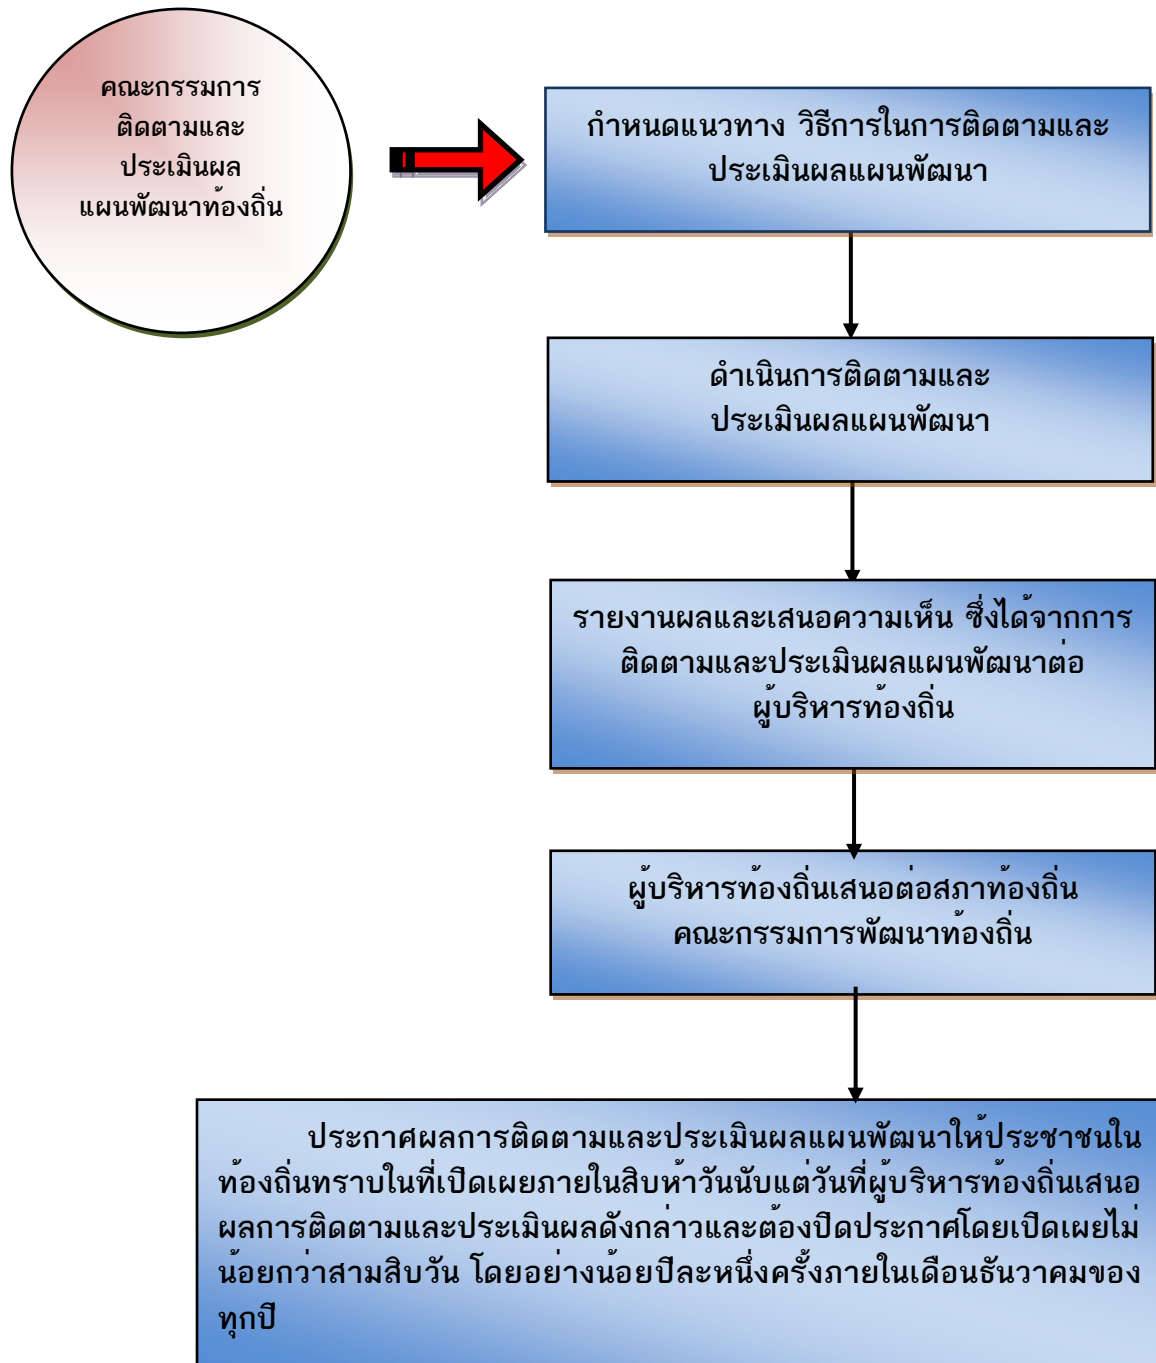 คณะกรรมการ
ติดตามและ
ประเมินผล
แผนพัฒนาท้องถิ่น
กำหนดแนวทาง วิธีการในการติดตามและ
ประเมินผลแผนพัฒนา
ดำเนินการติดตามและ
ประเมินผลแผนพัฒนา
รายงานผลและเสนอความเห็น ซึ่งได้จากการ
ติดตามและประเมินผลแผนพัฒนาต่อ
ผู้บริหารท้องถิ่น
ผู้บริหารท้องถิ่นเสนอต่อสภาท้องถิ่น
คณะกรรมการพัฒนาท้องถิ่น
ประกาศผลการติดตามและประเมินผลแผนพัฒนาให้ประชาชนใน
ท้องถิ่นทราบในที่เปิดเผยภายในสิบห้าวันนับแต่วันที่ผู้บริหารท้องถิ่นเสนอ
ผลการติดตามและประเมินผลดังกล่าวและต้องปิดประกาศโดยเปิดเผยไม่
น้อยกว่าสามสิบวัน โดยอย่างน้อยปีละหนึ่งครั้งภายในเดือนธันวาคมของ
ทุกปี